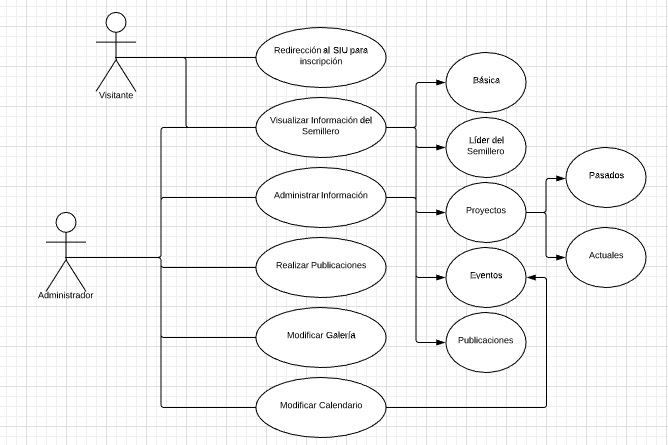 Visitante
Administrador
Redirección al SIU para
inscripción
Visualizar Información del
Semillero
Administrar Información
Realizar Publicaciones
Modificar Galería
Modificar Calendario
Básica
Líder del
Semillero
Proyectos
Eventos
Publicaciones
Pasados
Actuales